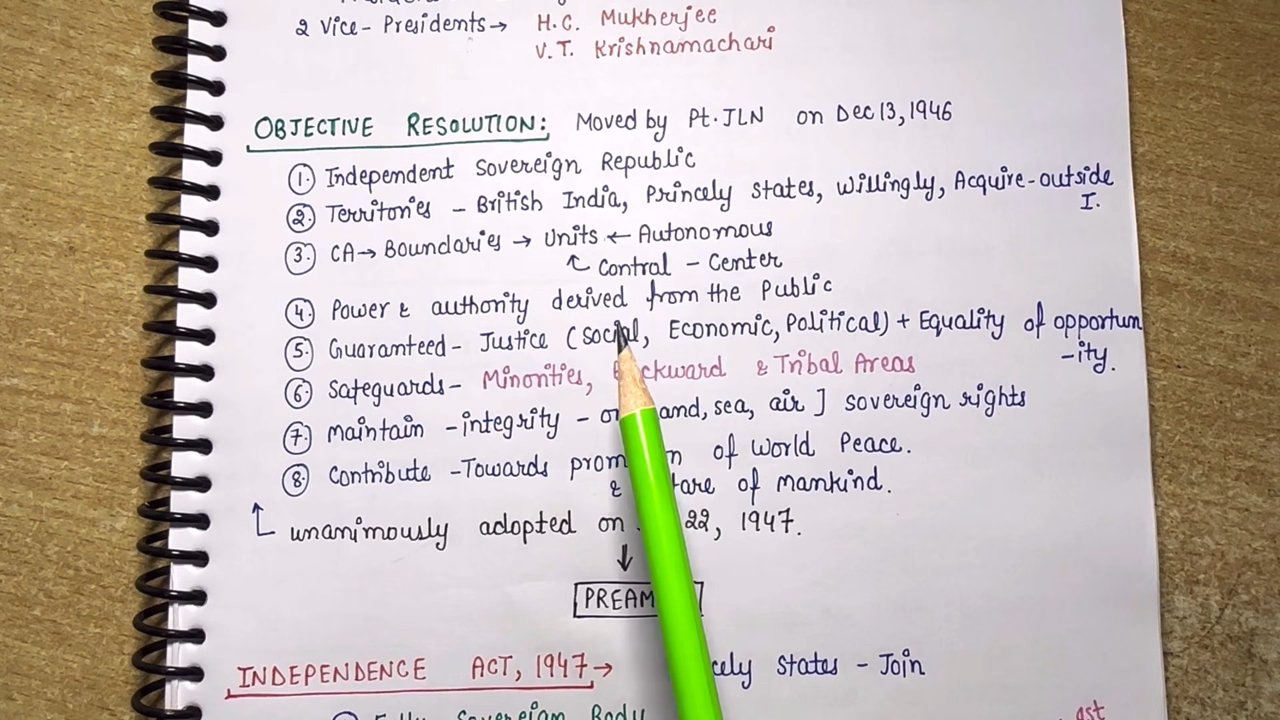 2 Vice-Presidents → H.C. Mukherjee
V.T. Krishnamachari
OBJECTIVE RESOLUTION: Moved by Pt. JLN on Dec 13, 1946
1. Independent Sovereign Republic
2. Territories - British India, Princely States, Willingly, Acquire-outside
I.
3. CA → Boundaries → Units ← Autonomous
Contral - Center
4. Power & authority derived from the Public
5. Guaranteed - Justice (social, Economic, Political) + Equality of opportun
-ity.
6. Safeguards - Minorities, & Tribal Areas
7. Maintain - integrity - sea, air ] sovereign rights
8. Contribute - Towards of World Peace.
& of mankind.
unanimously adopted on 22, 1947.
↓
INDEPENDENCE ACT, 1947 → States - Join
Fully Sovereign Body